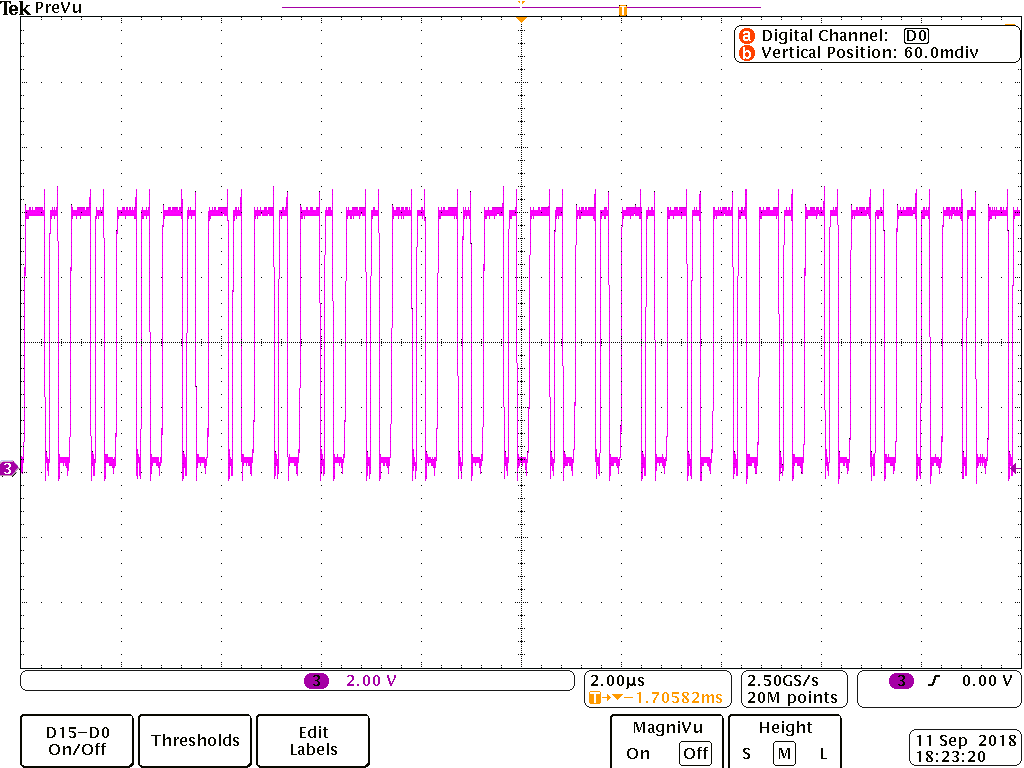 Tek PreVu
T
a Digital Channel: D0
b Vertical Position: 60.0mdiv
3
3 2.00 V
2.00µs
T→▼−1.70582ms
2.50GS/s
20M points
3 0.00 V
D15−D0
On/Off
Thresholds
Edit
Labels
MagniVu
On Off
Height
S M L
11 Sep 2018
18:23:20